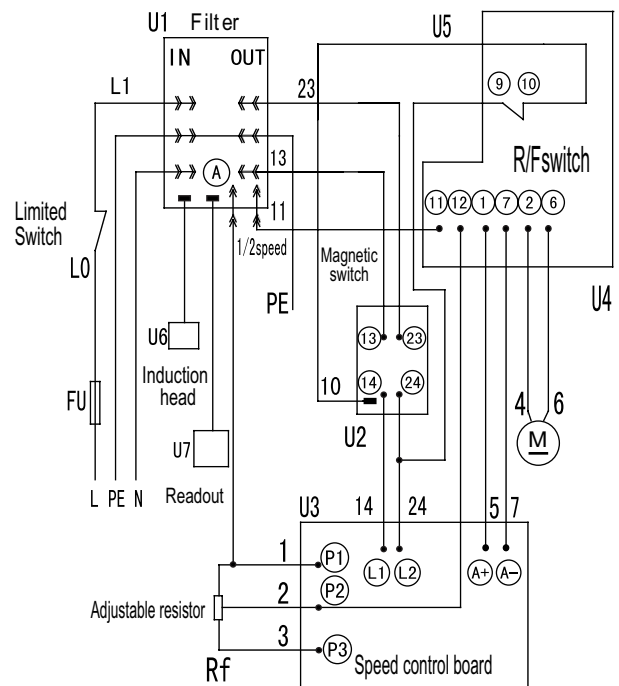 U1 Filter
U5
IN OUT
L1
23
9 10
R/Fswitch
13
A
11 12 1 7 2 6
11
Limited
Switch
1/2speed
Magnetic
switch
L0
PE
U4
13 23
U6
14 24
10
Induction
head
FU
U2
4 6
M
U7
L PE N
Readout
U3
14 24
5 7
1
P1
L1 L2
A+ A-
2
P2
Adjustable resistor
3
P3
Rf
Speed control board